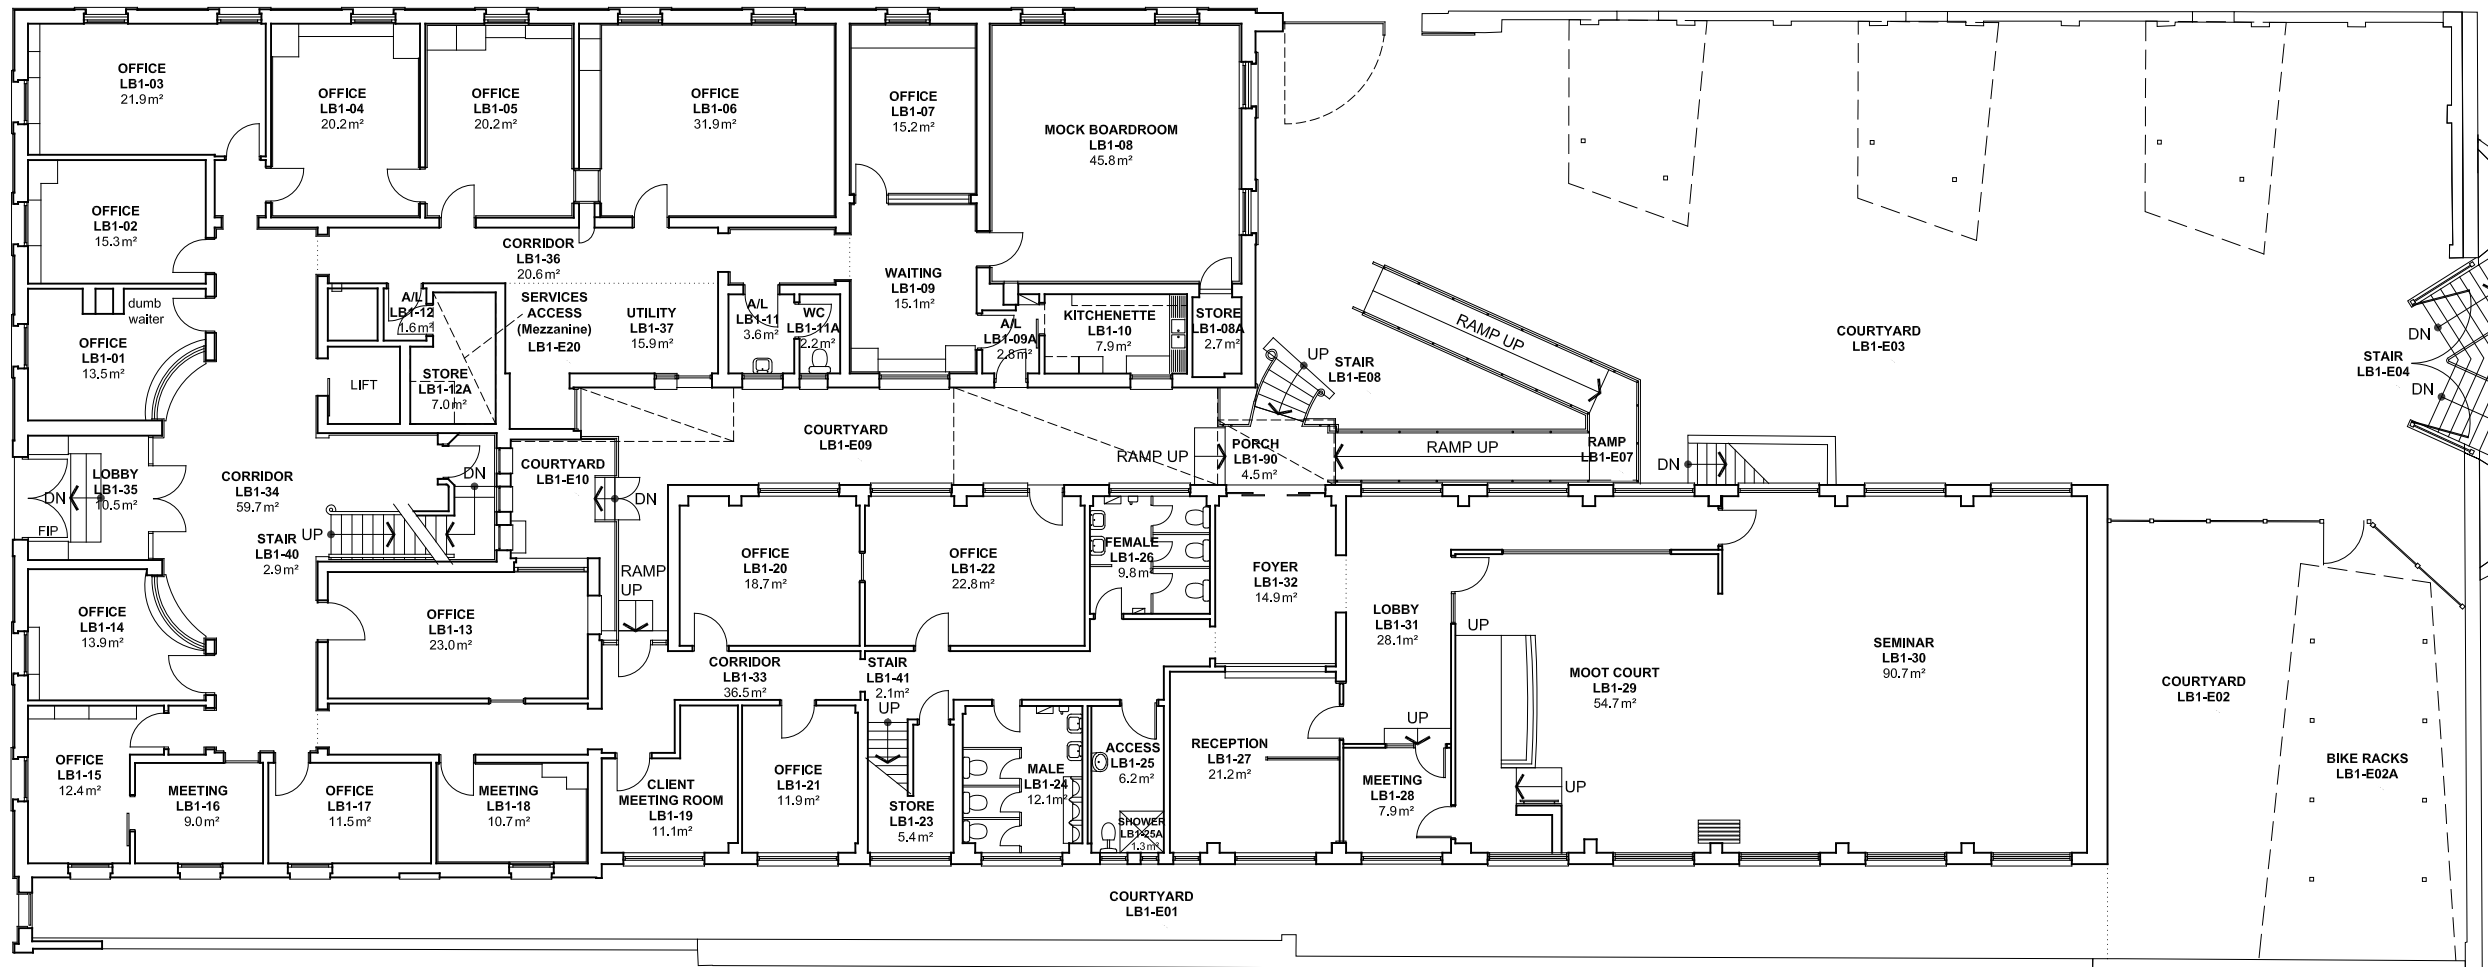 OFFICE
LB1-03
21.9m²
OFFICE
LB1-04
20.2m²
OFFICE
LB1-05
20.2m²
OFFICE
LB1-06
31.9m²
OFFICE
LB1-07
15.2m²
MOCK BOARDROOM
LB1-08
45.8m²
OFFICE
LB1-02
15.3m²
CORRIDOR
LB1-36
20.6m²
WAITING
LB1-09
15.1m²
dumb
waiter
OFFICE
LB1-01
13.5m²
A/L
LB1-12
1.6m²
SERVICES
ACCESS
(Mezzanine)
LB1-E20
UTILITY
LB1-37
15.9m²
A/L
LB1-11
3.6m²
WC
LB1-11A
2.2m²
A/L
LB1-09A
2.8m²
KITCHENETTE
LB1-10
7.9m²
STORE
LB1-08A
2.7m²
LIFT
STORE
LB1-12A
7.0m²
RAMP UP
UP
STAIR
LB1-E08
COURTYARD
LB1-E03
STAIR
LB1-E04
DN
DN
COURTYARD
LB1-E09
RAMP UP
PORCH
LB1-90
4.5m²
RAMP UP
RAMP
LB1-E07
DN
LOBBY
LB1-35
10.5m²
DN
FIP
CORRIDOR
LB1-34
59.7m²
DN
COURTYARD
LB1-E10
DN
STAIR
LB1-40
2.9m²
UP
OFFICE
LB1-14
13.9m²
OFFICE
LB1-13
23.0m²
RAMP
UP
OFFICE
LB1-20
18.7m²
OFFICE
LB1-22
22.8m²
FEMALE
LB1-26
9.8m²
FOYER
LB1-32
14.9m²
LOBBY
LB1-31
28.1m²
UP
MOOT COURT
LB1-29
54.7m²
SEMINAR
LB1-30
90.7m²
COURTYARD
LB1-E02
CORRIDOR
LB1-33
36.5m²
STAIR
LB1-41
2.1m²
UP
OFFICE
LB1-15
12.4m²
MEETING
LB1-16
9.0m²
OFFICE
LB1-17
11.5m²
MEETING
LB1-18
10.7m²
CLIENT
MEETING ROOM
LB1-19
11.1m²
OFFICE
LB1-21
11.9m²
STORE
LB1-23
5.4m²
MALE
LB1-24
12.1m²
ACCESS
LB1-25
6.2m²
SHOWER
LB1-25A
1.3m²
RECEPTION
LB1-27
21.2m²
UP
MEETING
LB1-28
7.9m²
UP
BIKE RACKS
LB1-E02A
COURTYARD
LB1-E01